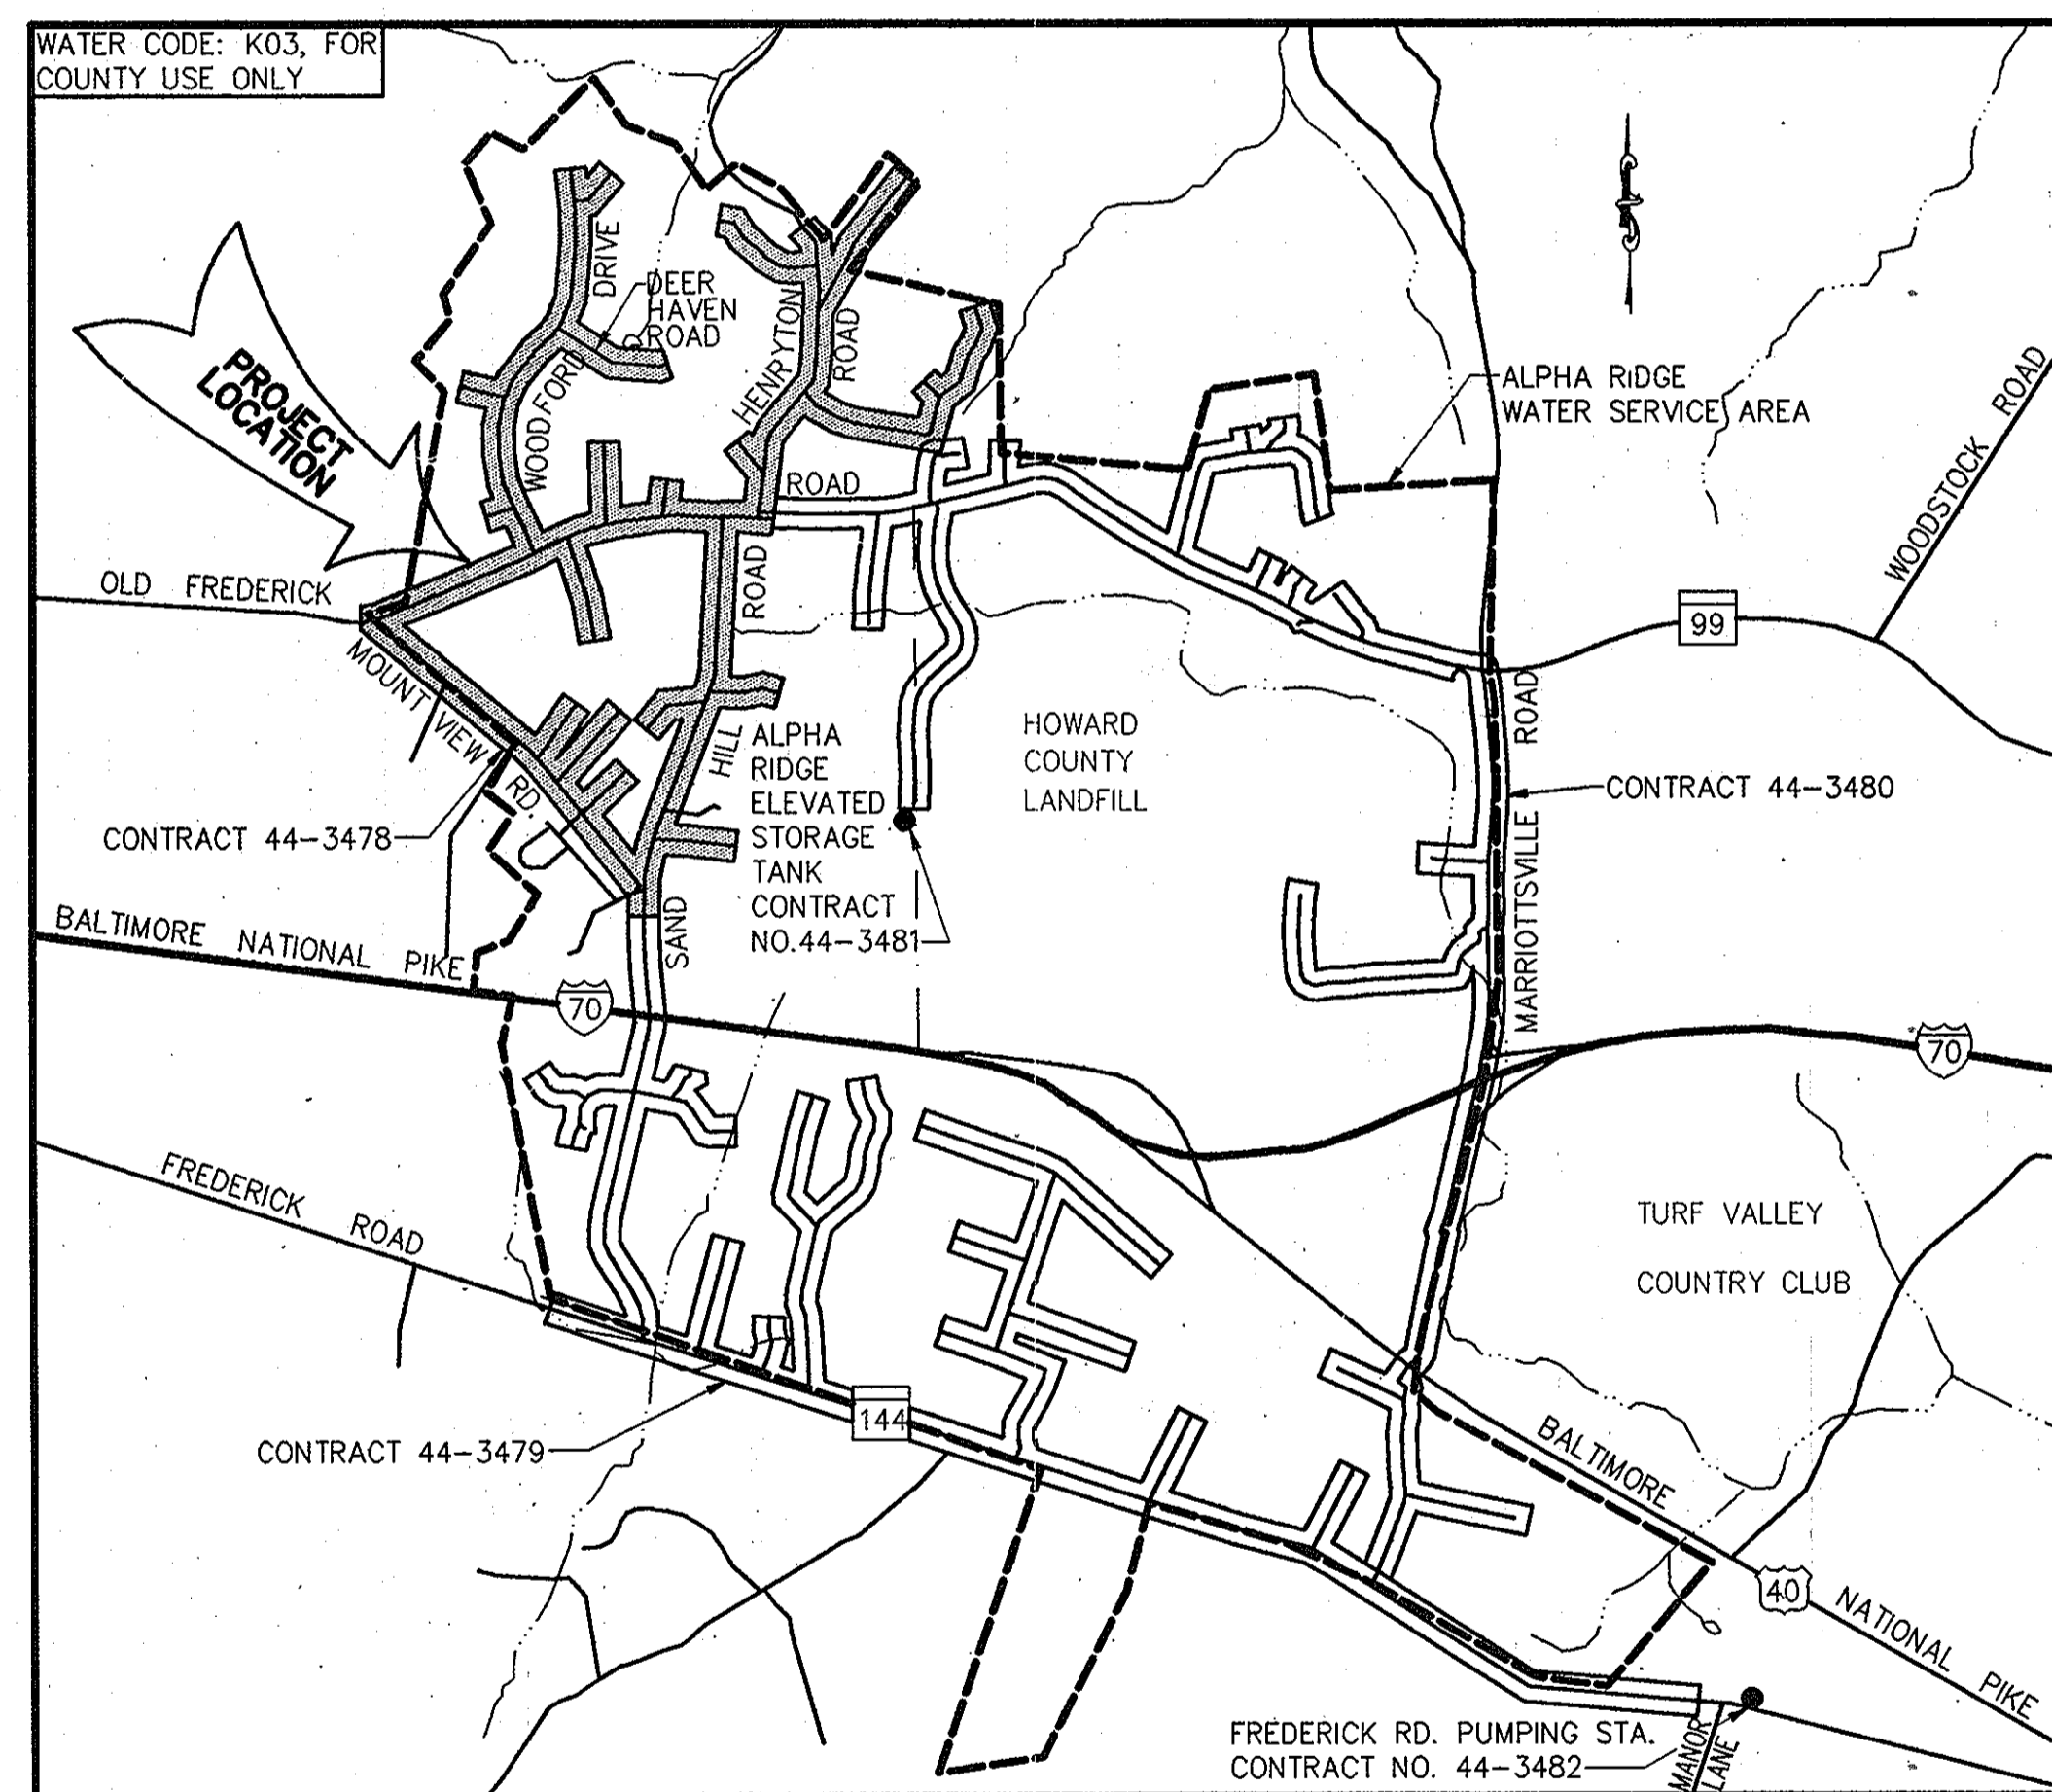 WATER CODE: K03, FOR
COUNTY USE ONLY
PROJECT
LOCATION
DRIVE
DEER
HAVEN
ROAD
WOODFORD
HENRYTON
ROAD
ROAD
ALPHA RIDGE
WATER SERVICE AREA
WOODSTOCK ROAD
OLD FREDERICK
99
MOUNT VIEW RD.
ROAD
HILL
SAND
ALPHA
RIDGE
ELEVATED
STORAGE
TANK
CONTRACT
NO.44-3481
HOWARD
COUNTY
LANDFILL
ROAD
MARRIOTTSVILLE
CONTRACT 44-3480
CONTRACT 44-3478
BALTIMORE NATIONAL PIKE
70
70
FREDERICK ROAD
TURF VALLEY
COUNTRY CLUB
144
CONTRACT 44-3479
BALTIMORE
40
NATIONAL PIKE
FREDERICK RD. PUMPING STA.
CONTRACT NO. 44-3482
MANOR
LANE